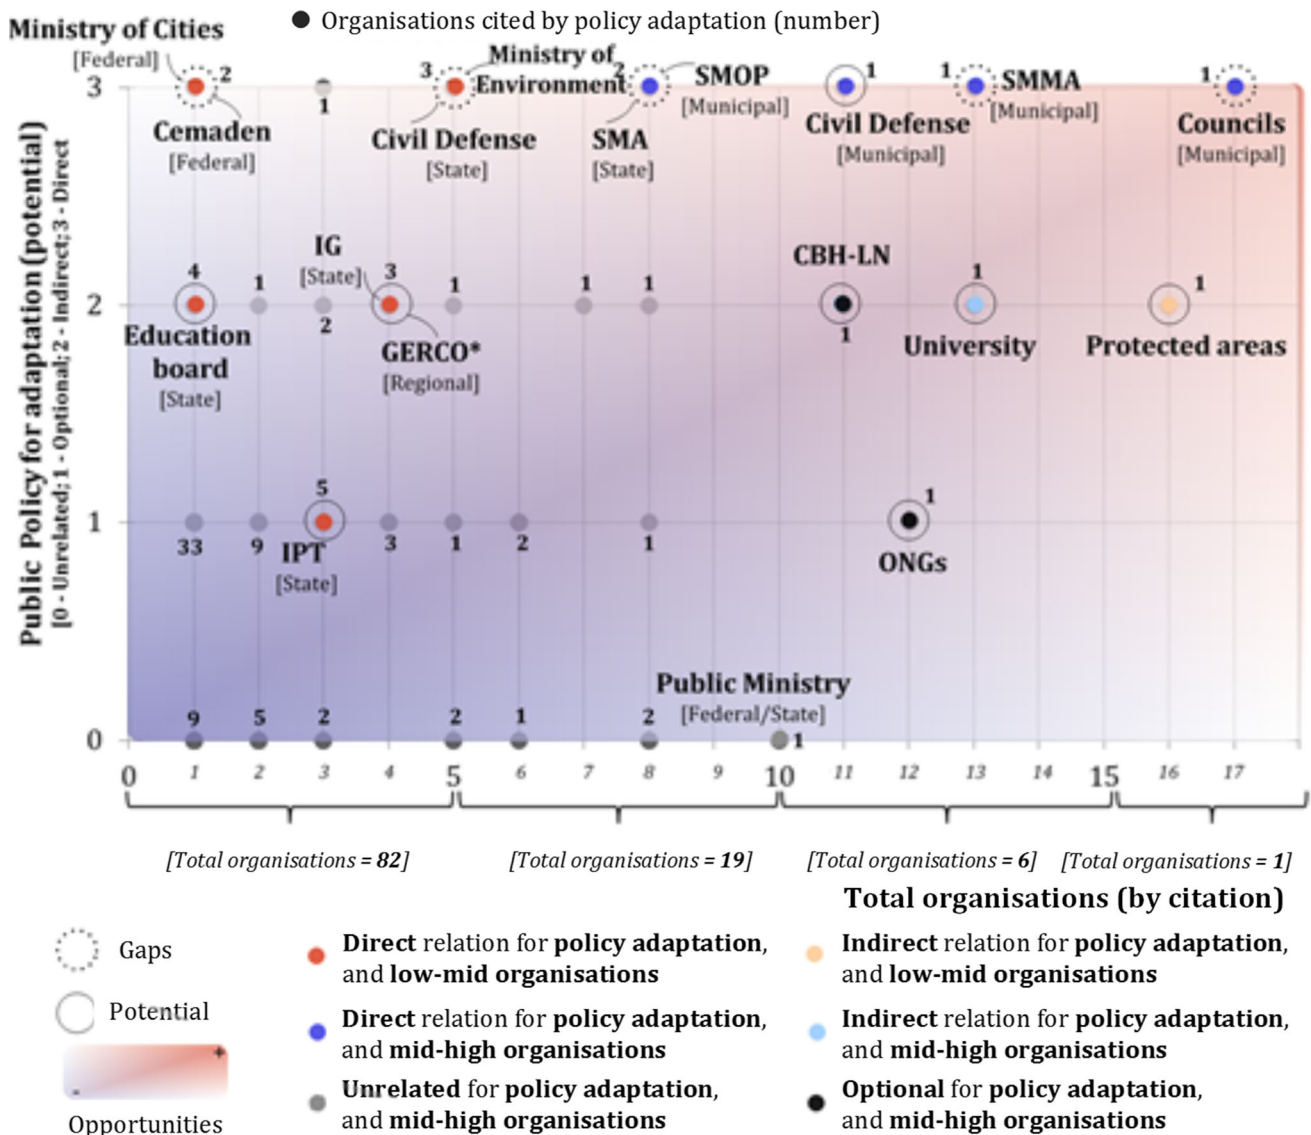 Organisations cited by policy adaptation (number)
Ministry of Cities
[Federal]
2
Cemaden
[Federal]
1
3
Ministry of
Environment
Civil Defense
[State]
2
SMOP
[Municipal]
SMA
[State]
1
Civil Defense
[Municipal]
1
SMMA
[Municipal]
1
Councils
[Municipal]
3
Public Policy for adaptation (potential)
[0 - Unrelated; 1 - Optional; 2 - Indirect; 3 - Direct
2
4
Education
board
[State]
1
2
IG
[State]
3
GERCO*
[Regional]
1
1
1
CBH-LN
1
1
University
1
Protected areas
1
33
9
5
IPT
[State]
3
1
2
1
1
ONGs
0
9
5
2
2
1
2
Public Ministry
[Federal/State]
1
0 1 2 3 4 5 6 7 8 9 10 11 12 13 14 15 16 17
[Total organisations = 82] [Total organisations = 19] [Total organisations = 6] [Total organisations = 1]
Total organisations (by citation)
Gaps
Potential
+
-
Opportunities
Direct relation for policy adaptation,
and low-mid organisations
Direct relation for policy adaptation,
and mid-high organisations
Unrelated for policy adaptation,
and mid-high organisations
Indirect relation for policy adaptation,
and low-mid organisations
Indirect relation for policy adaptation,
and mid-high organisations
Optional for policy adaptation,
and mid-high organisations